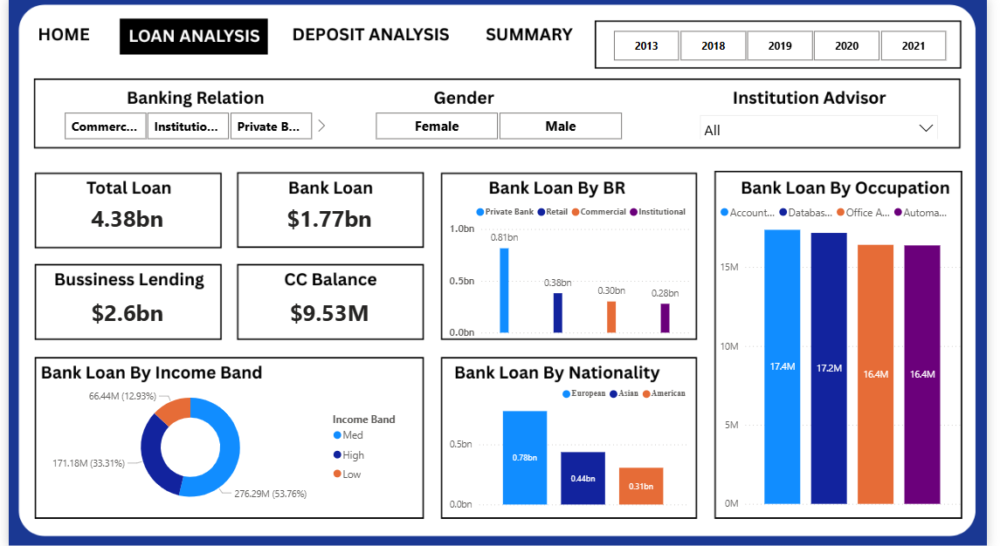 HOME
LOAN ANALYSIS
DEPOSIT ANALYSIS
SUMMARY
2013
2018
2019
2020
2021
Banking Relation
Commerc...
Institutio...
Private B...
Gender
Female
Male
Institution Advisor
All
Total Loan
4.38bn
Bank Loan
$1.77bn
Bussiness Lending
$2.6bn
CC Balance
$9.53M
Bank Loan By BR
Private Bank Retail Commercial Institutional
1.0bn
0.5bn
0.0bn
0.81bn
0.38bn
0.30bn
0.28bn
Bank Loan By Occupation
Account... Databas... Office A... Automa...
15M
10M
5M
0M
17.4M
17.2M
16.4M
16.4M
Bank Loan By Income Band
66.44M (12.93%)
171.18M (33.31%)
276.29M (53.76%)
Income Band
Med
High
Low
Bank Loan By Nationality
European Asian American
0.5bn
0.0bn
0.78bn
0.44bn
0.31bn